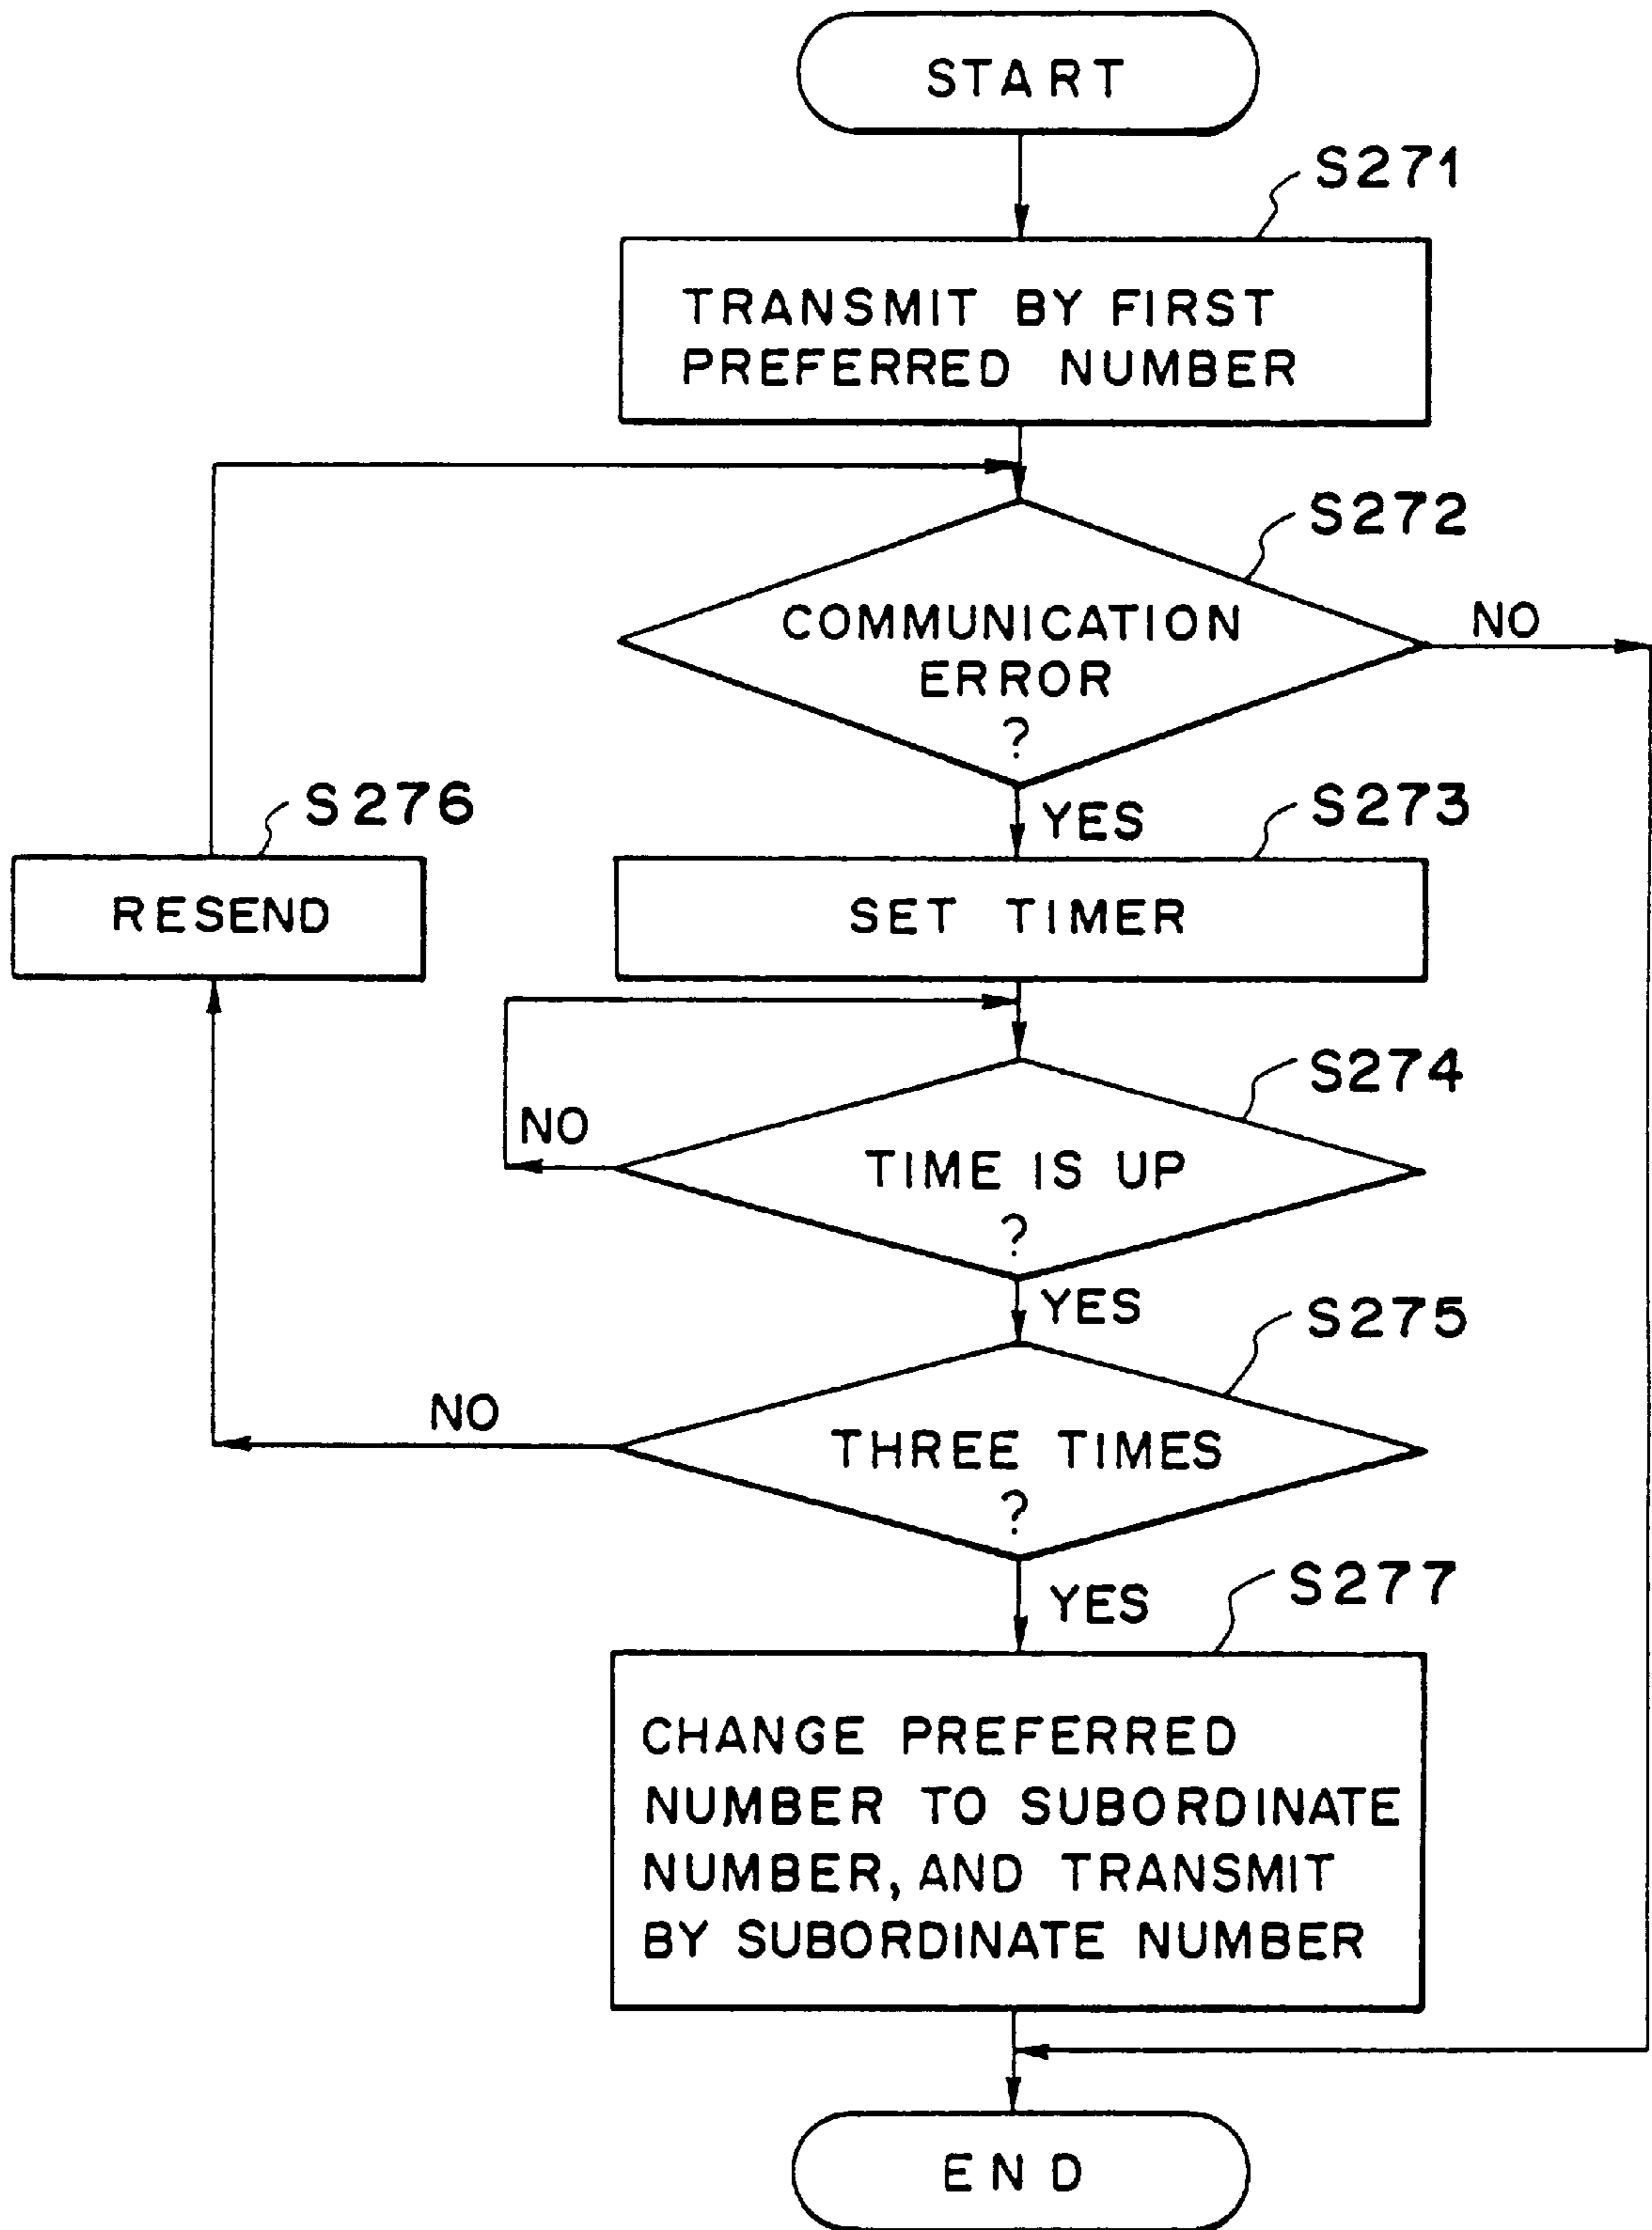 START
S271
TRANSMIT BY FIRST
PREFERRED NUMBER
S272
COMMUNICATION
ERROR
?
NO
YES
S276
S273
RESEND
SET TIMER
S274
NO
TIME IS UP
?
YES
S275
NO
THREE TIMES
?
YES
S277
CHANGE PREFERRED
NUMBER TO SUBORDINATE
NUMBER, AND TRANSMIT
BY SUBORDINATE NUMBER
END